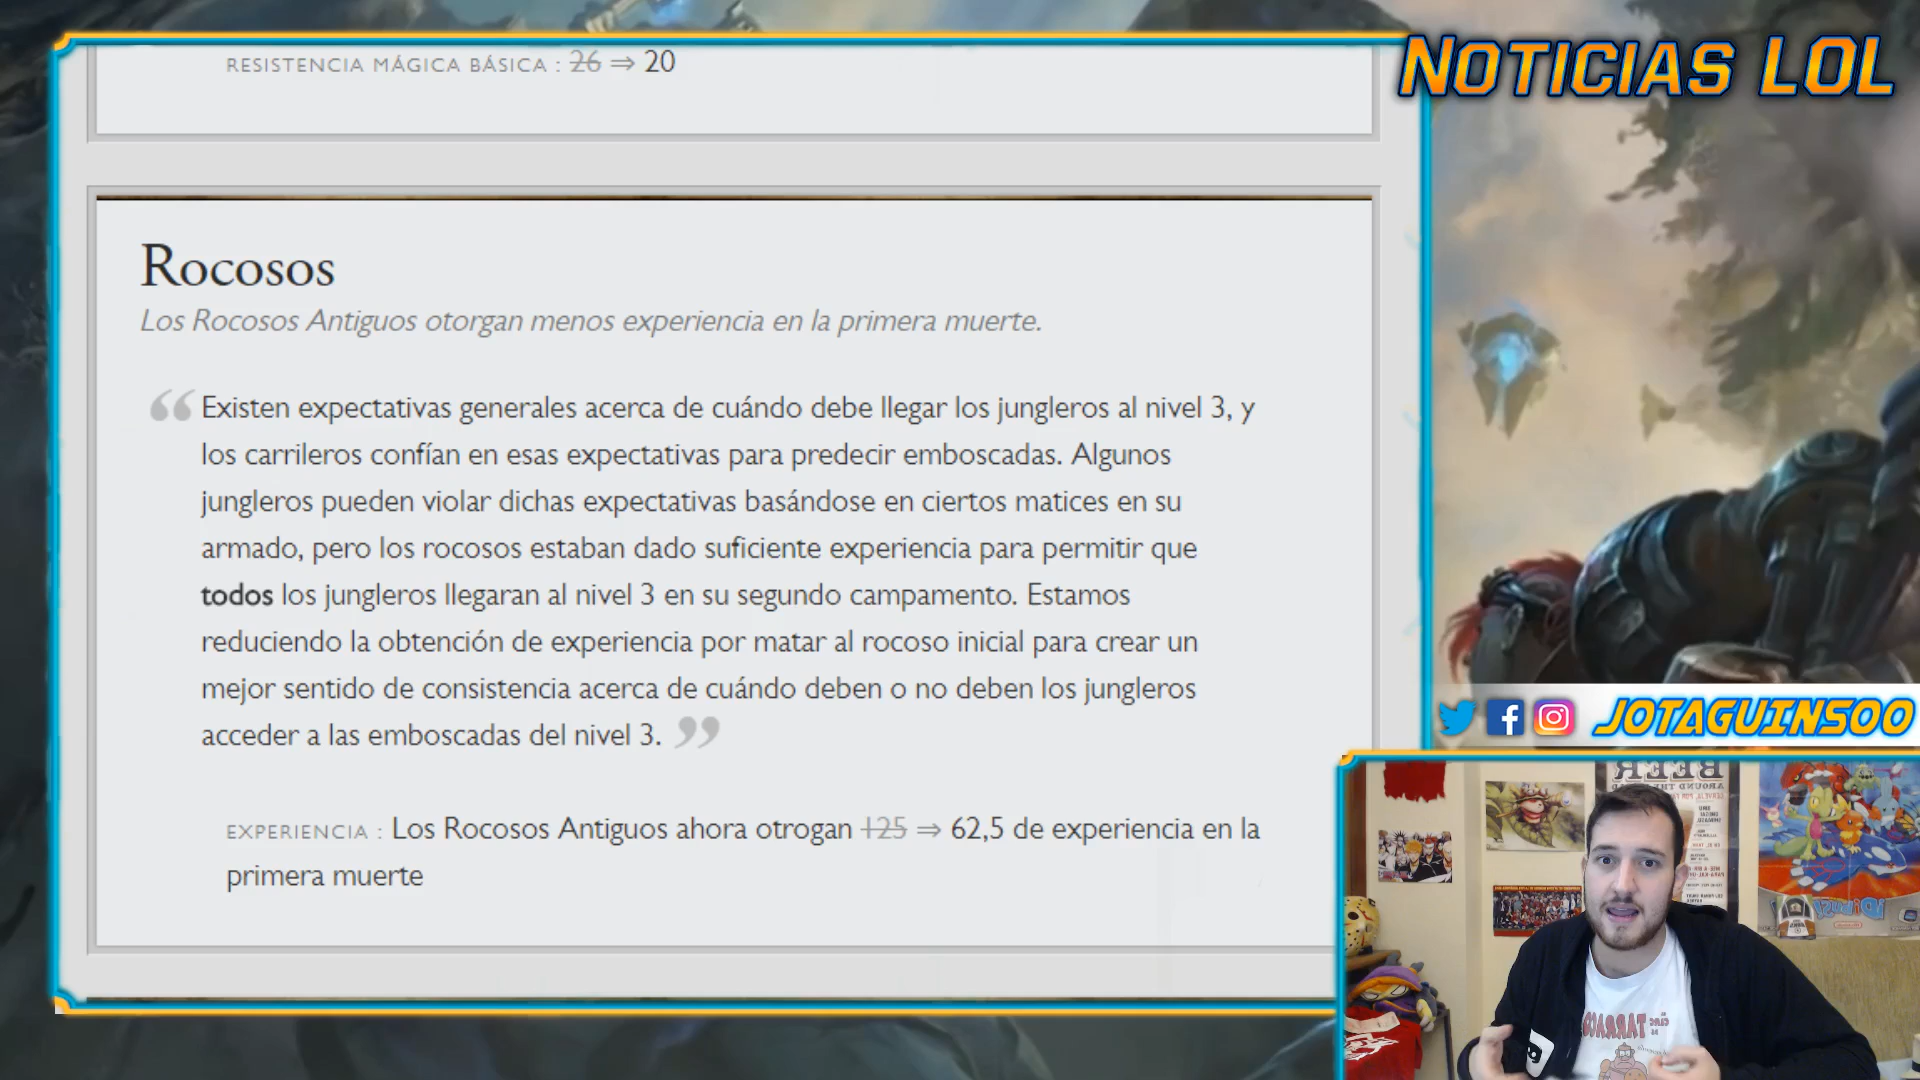 RESISTENCIA MÁGICA BÁSICA : 26 ⇒ 20
NOTICIAS LOL
Rocosos
Los Rocosos Antiguos otorgan menos experiencia en la primera muerte.
“Existen expectativas generales acerca de cuándo debe llegar los jungleros al nivel 3, y
los carrileros confían en esas expectativas para predecir emboscadas. Algunos
jungleros pueden violar dichas expectativas basándose en ciertos matices en su
armado, pero los rocosos estaban dado suficiente experiencia para permitir que
todos los jungleros llegaran al nivel 3 en su segundo campamento. Estamos
reduciendo la obtención de experiencia por matar al rocoso inicial para crear un
mejor sentido de consistencia acerca de cuándo deben o no deben los jungleros
acceder a las emboscadas del nivel 3. ”
EXPERIENCIA : Los Rocosos Antiguos ahora otrogan 125 ⇒ 62,5 de experiencia en la
primera muerte
JOTAGUINSOO
BEER
AROUND THE